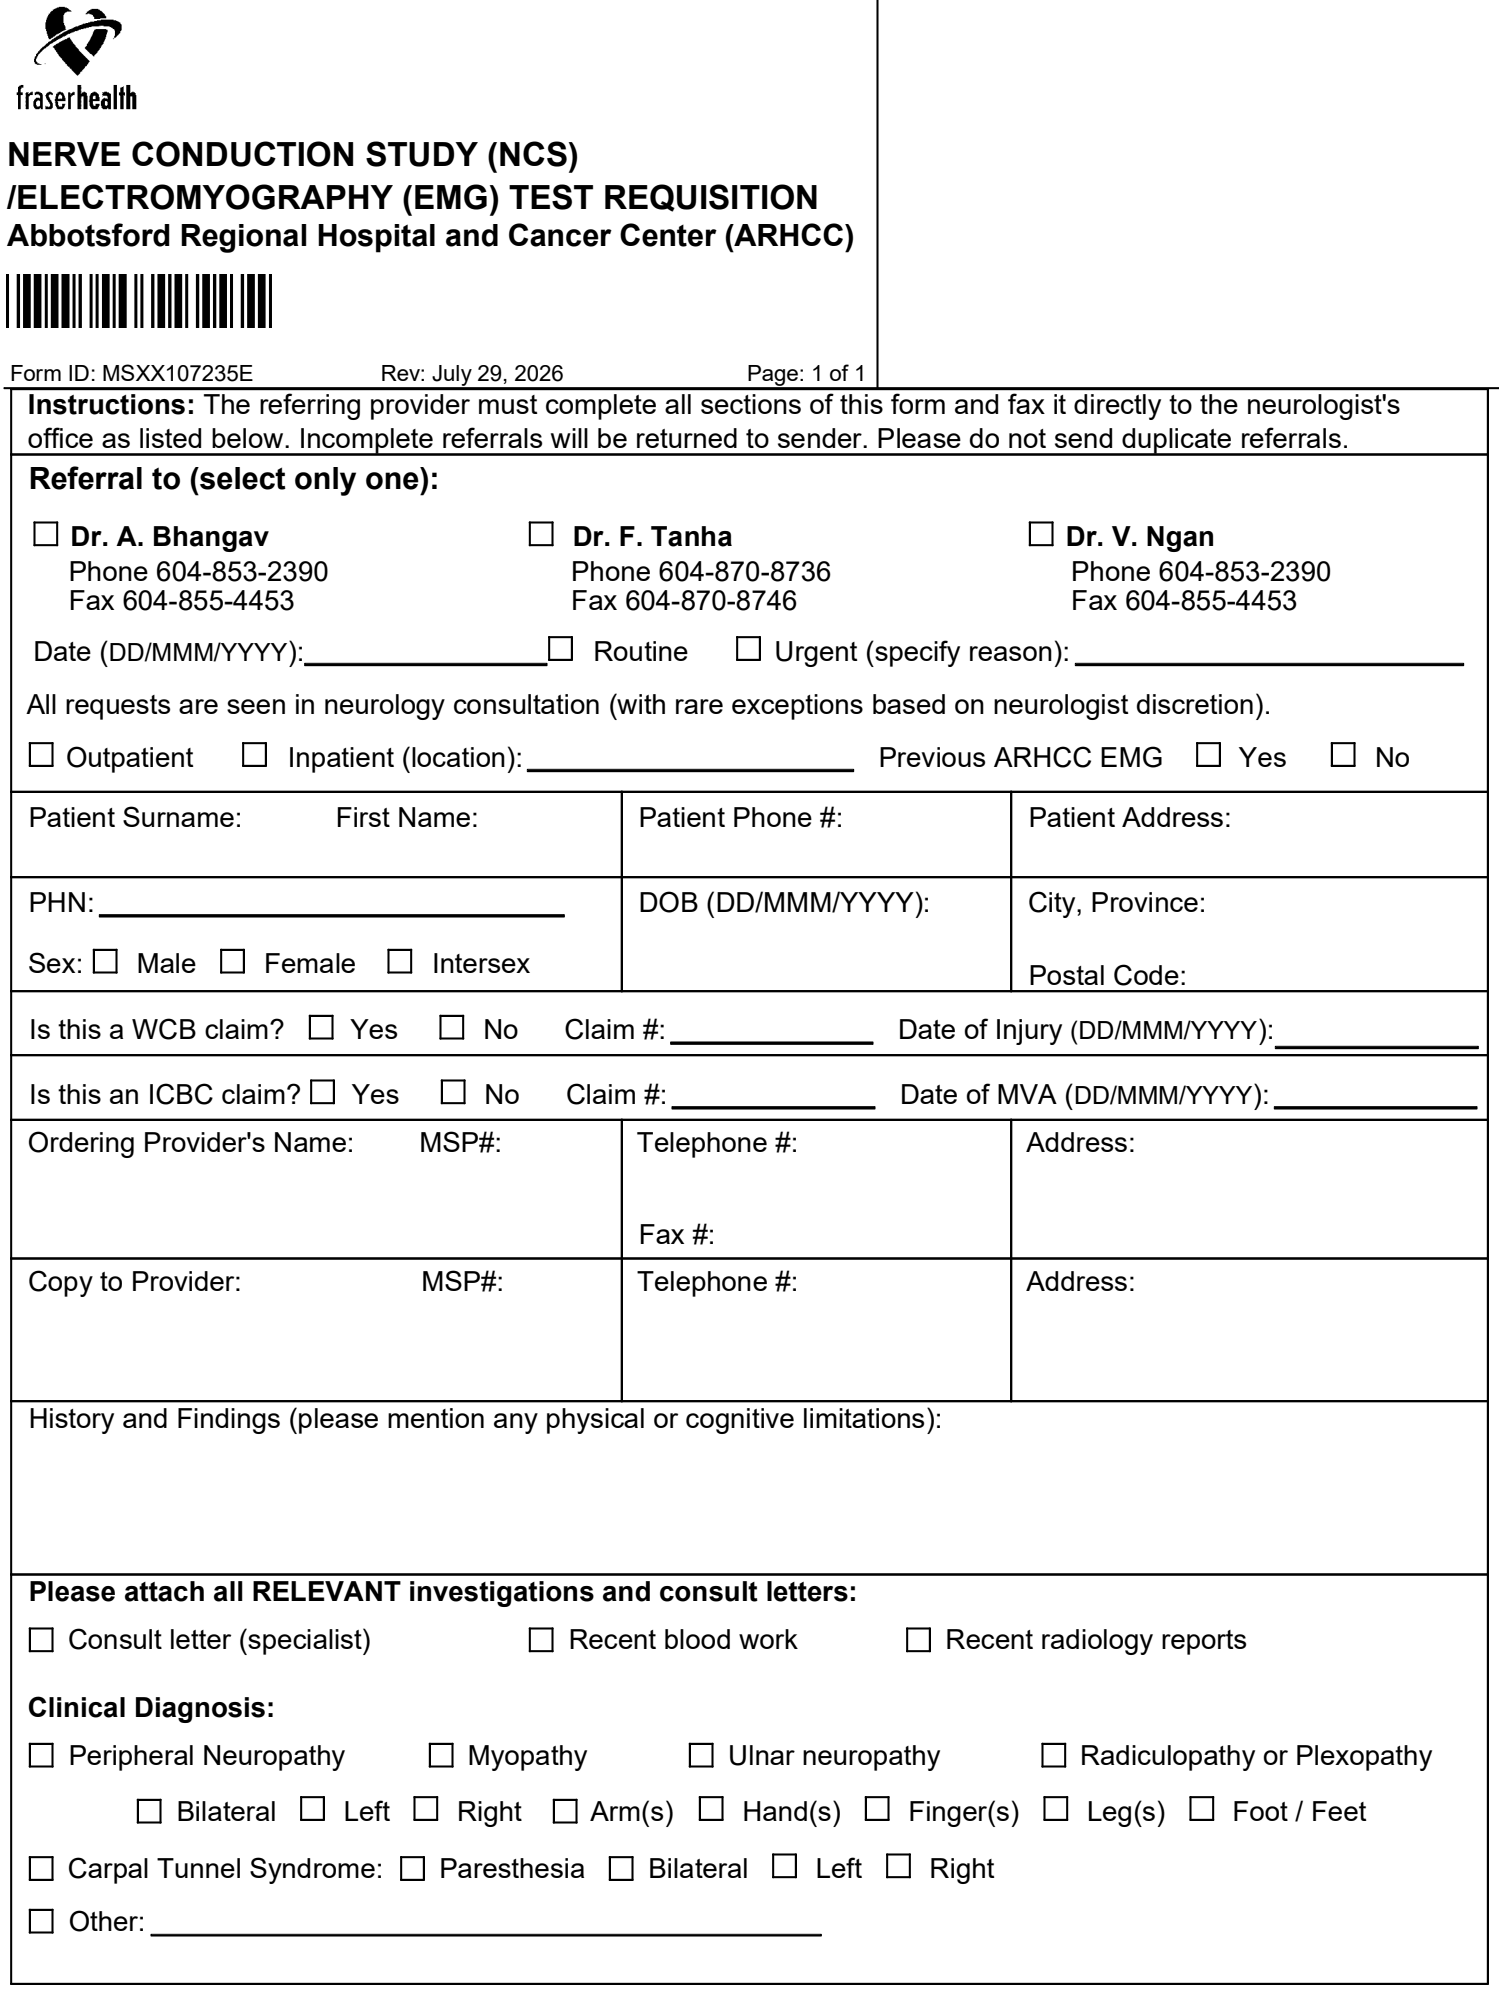 fraserhealth
NERVE CONDUCTION STUDY (NCS)
/ELECTROMYOGRAPHY (EMG) TEST REQUISITION
Abbotsford Regional Hospital and Cancer Center (ARHCC)
Form ID: MSXX107235E Rev: July 29, 2026 Page: 1 of 1
Instructions: The referring provider must complete all sections of this form and fax it directly to the neurologist's
office as listed below. Incomplete referrals will be returned to sender. Please do not send duplicate referrals.
Referral to (select only one):
Dr. A. Bhangav Dr. F. Tanha Dr. V. Ngan
Phone 604-853-2390 Phone 604-870-8736 Phone 604-853-2390
Fax 604-855-4453 Fax 604-870-8746 Fax 604-855-4453
Date (DD/MMM/YYYY): Routine Urgent (specify reason):
All requests are seen in neurology consultation (with rare exceptions based on neurologist discretion).
Outpatient Inpatient (location): Previous ARHCC EMG Yes No
Patient Surname: First Name: Patient Phone #: Patient Address:
PHN: DOB (DD/MMM/YYYY): City, Province:
Sex: Male Female Intersex
Postal Code:
Is this a WCB claim? Yes No Claim #: Date of Injury (DD/MMM/YYYY):
Is this an ICBC claim? Yes No Claim #: Date of MVA (DD/MMM/YYYY):
Ordering Provider's Name: MSP#: Telephone #: Address:
Fax #:
Copy to Provider: MSP#: Telephone #: Address:
History and Findings (please mention any physical or cognitive limitations):
Please attach all RELEVANT investigations and consult letters:
Consult letter (specialist) Recent blood work Recent radiology reports
Clinical Diagnosis:
Peripheral Neuropathy Myopathy Ulnar neuropathy Radiculopathy or Plexopathy
Bilateral Left Right Arm(s) Hand(s) Finger(s) Leg(s) Foot / Feet
Carpal Tunnel Syndrome: Paresthesia Bilateral Left Right
Other: